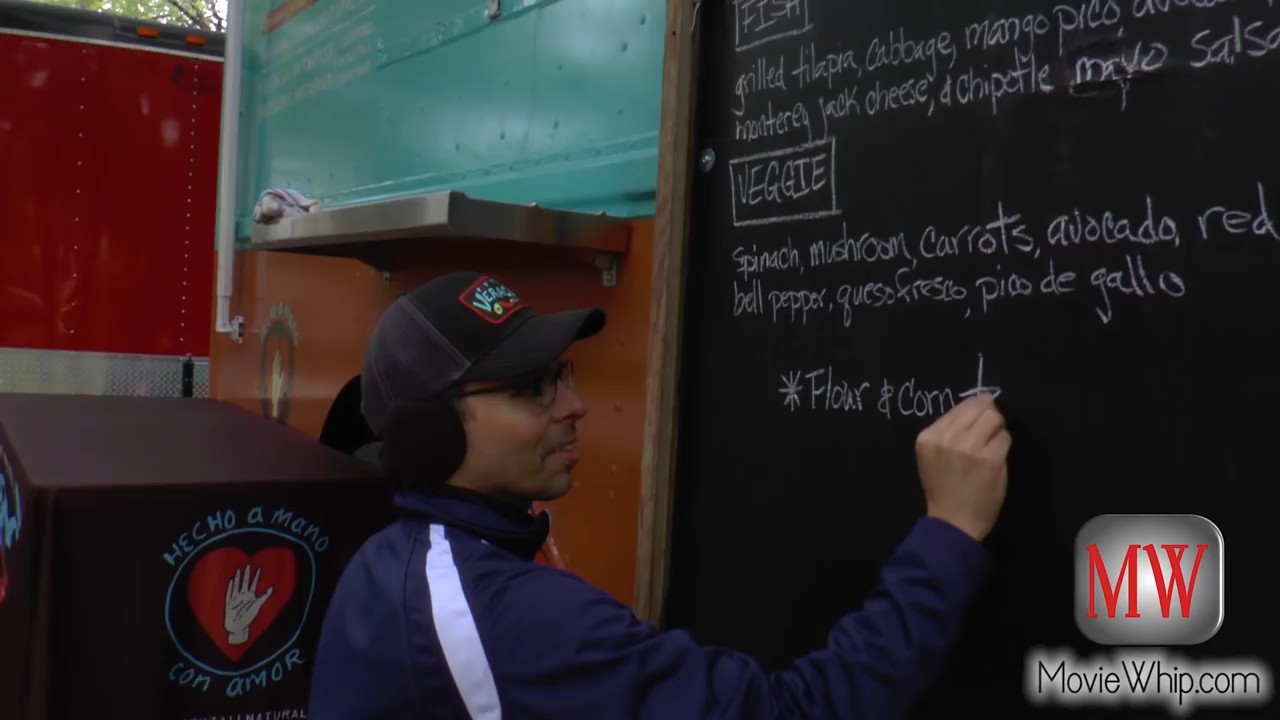 FISH
grilled tilapia, cabbage, mango pico,
monterey jack cheese, & chipotle mayo salsa
VEGGIE
spinach, mushroom, carrots, avocado, red
bell pepper, queso fresco, pico de gallo
*Flour & Corn t
HECHO a mano
con amor
MW
MovieWhip.com